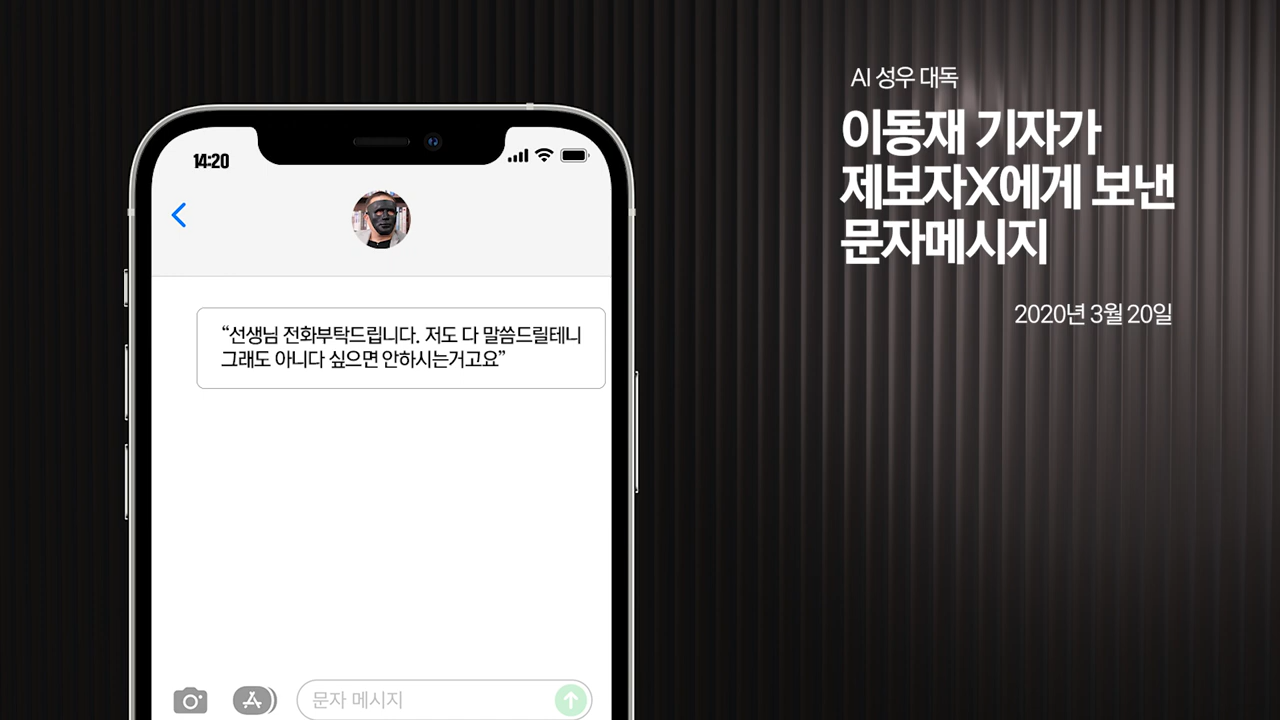 AI 성우 대독
이동재 기자가
제보자X에게 보낸
문자메시지
2020년 3월 20일
14:20
“선생님 전화부탁드립니다. 저도 다 말씀드릴테니
그래도 아니다 싶으면 안하시는거고요”
문자 메시지